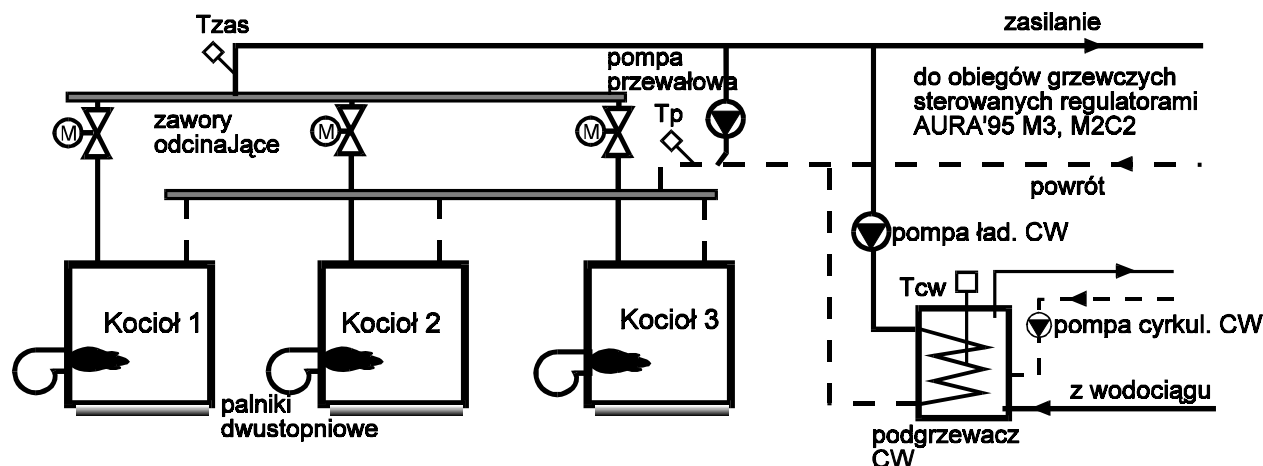 Tzas
zasilanie
pompa
przewałowa
do obiegów grzewczych
sterowanych regulatorami
AURA'95 M3, M2C2
Tp
M
M
M
zawory
odcinaJące
powrót
pompa ład. CW
Tcw
Kocioł 1
Kocioł 2
Kocioł 3
pompa cyrkul. CW
z wodociągu
palniki
dwustopniowe
podgrzewacz
CW